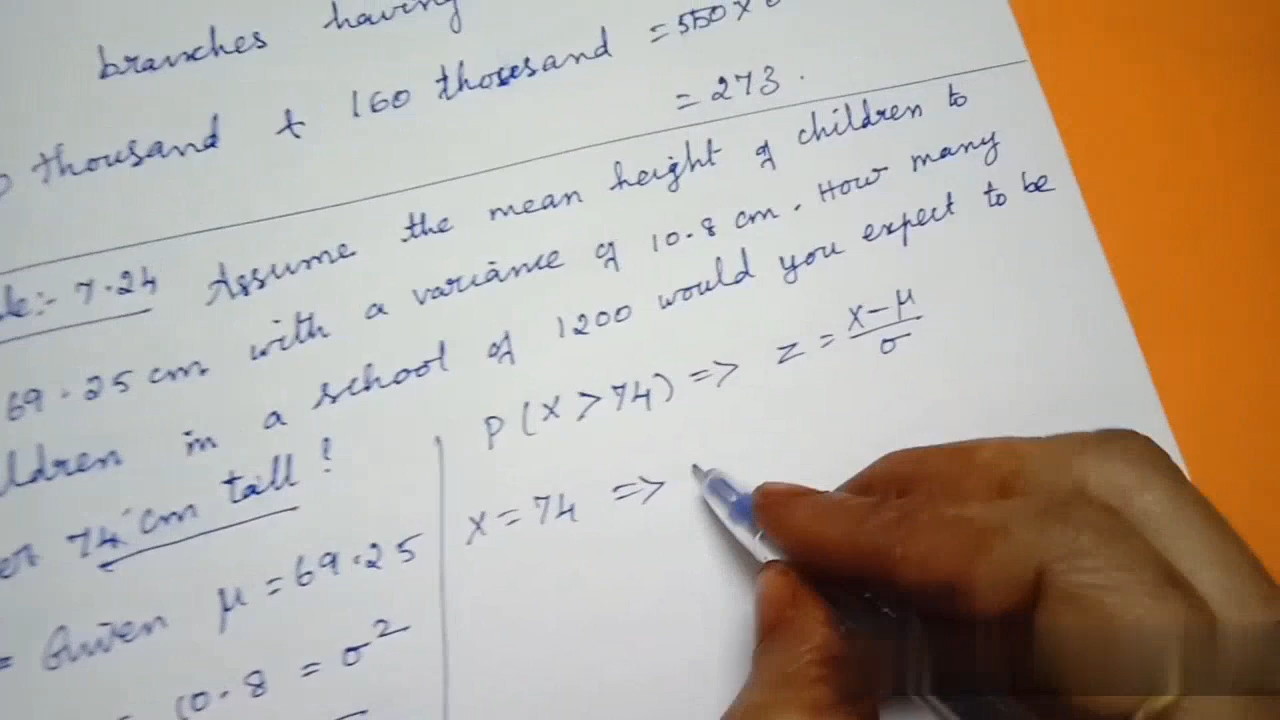 branches having
thousand + 160 thousand = 550 x
= 273.
7.24 Assume the mean height of children to
69.25 cm with a variance of 10.8 cm. How many
in a school of 1200 would you expect to be
74 cm tall?
P(X > 74) => Z = X-μ/σ
X = 74 =>
= Given μ = 69.25
10.8 = σ²